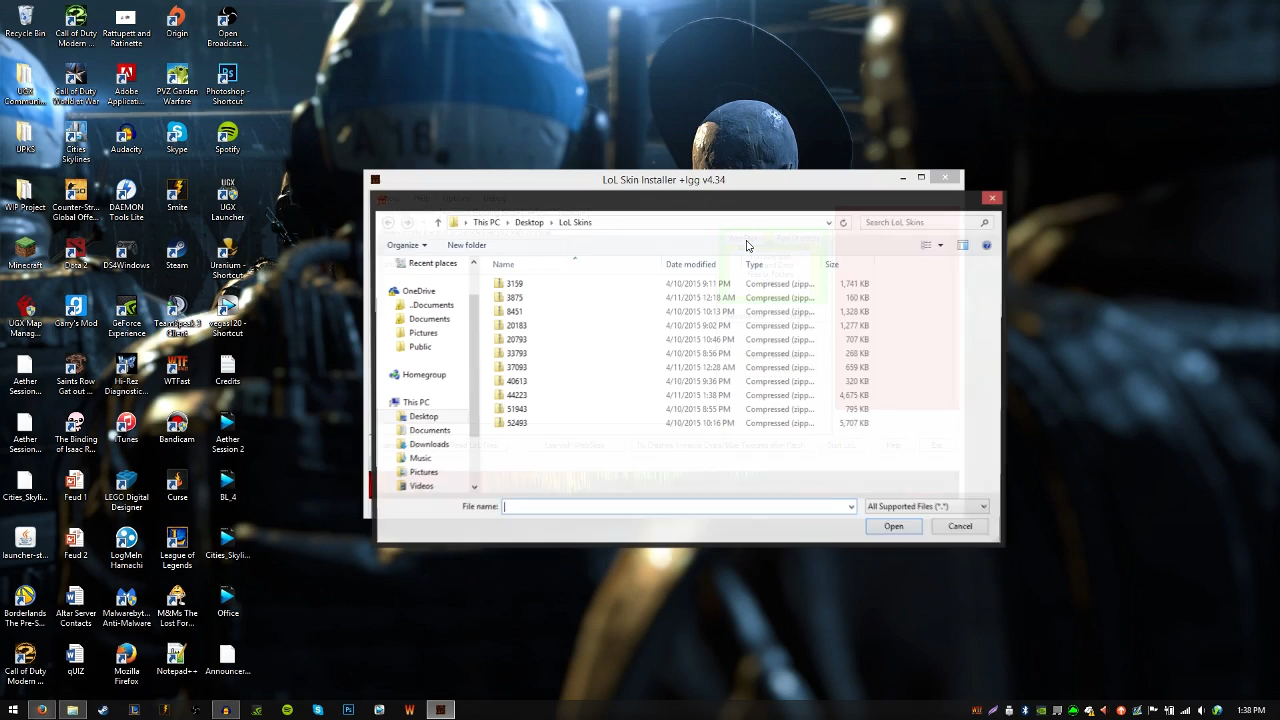 Recycle Bin
Call of Duty Modern ...
Rattupett and Ratinette
Origin
Open Broadcast...
UGX Communi...
Call of Duty World at War
Adobe Applicati...
PVZ Garden Warfare
Photoshop - Shortcut
UPKS
Cities Skylines
Audacity
Skype
Spotify
WIP Project
Counter-Str... Global Offe...
DAEMON Tools Lite
Smite
UGX Launcher
Minecraft
Dota 2
DS4Windows
Steam
Uranium - Shortcut
UGX Map Manager
Garry's Mod
GeForce Experience
TeamSpeak 3 Client
vegas120 - Shortcut
Aether Session...
Saints Row Gat out ...
Hi-Rez Diagnostic...
WTFast
Credits
Aether Session...
The Binding of Isaac ...
iTunes
Bandicam
Aether Session 2
Cities_Skyli...
Feud 1
LEGO Digital Designer
Curse
BL_4
launcher-st...
Feud 2
LogMeIn Hamachi
League of Legends
Cities_Skyli...
Borderlands The Pre-S...
Altar Server Contacts
Malwarebyt... Anti-Malware
M&Ms The Lost For...
Office
Call of Duty Modern ...
qUIZ
Mozilla Firefox
Notepad++
Announcer...
LoL Skin Installer +lgg v4.34
This PC
Desktop
LoL Skins
Search LoL Skins
Organize
New folder
Recent places
OneDrive
..Documents
Documents
Pictures
Public
Homegroup
This PC
Desktop
Documents
Downloads
Music
Pictures
Videos
Name Date modified Type Size
3159 4/10/2015 9:11 PM Compressed (zipp... 1,741 KB
3875 4/11/2015 12:18 AM Compressed (zipp... 160 KB
8451 4/10/2015 10:13 PM Compressed (zipp... 1,328 KB
20183 4/10/2015 9:02 PM Compressed (zipp... 1,277 KB
20793 4/10/2015 10:46 PM Compressed (zipp... 707 KB
33793 4/10/2015 8:56 PM Compressed (zipp... 268 KB
37093 4/11/2015 12:28 AM Compressed (zipp... 659 KB
40613 4/10/2015 9:36 PM Compressed (zipp... 320 KB
44223 4/11/2015 1:38 PM Compressed (zipp... 4,675 KB
51943 4/10/2015 8:55 PM Compressed (zipp... 795 KB
52493 4/10/2015 10:16 PM Compressed (zipp... 5,707 KB
File name:
All Supported Files (*.*)
Open
Cancel
1:38 PM